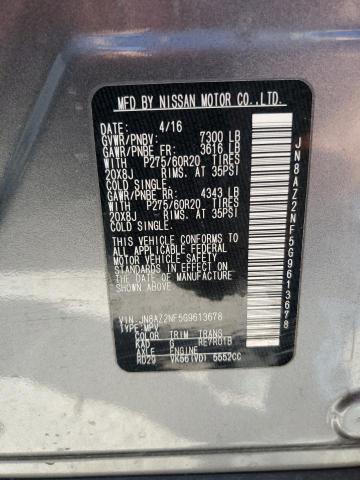 MFD BY NISSAN MOTOR CO.,LTD.
DATE: 4/16
GVWR/PNBV: 7300 LB
GAWR/PNBE FR: 3616 LB
WITH P275/60R20 TIRES
20X8J RIMS, AT 35PSI
COLD SINGLE.
GAWR/PNBE RR: 4343 LB
WITH P275/60R20 TIRES
20X8J RIMS, AT 35PSI
COLD SINGLE.
THIS VEHICLE CONFORMS TO
ALL APPLICABLE FEDERAL
MOTOR VEHICLE SAFETY
STANDARDS IN EFFECT ON
THE DATE OF MANUFACTURE
SHOWN ABOVE.
VIN:JN8AZ2NF5G9613678
TYPE:MPV
COLOR TRIM TRANS
KAD G RE7R01B
AXLE ENGINE
RD29 VK56(VD) 5552CC
JN8AZ2NF5G9613678